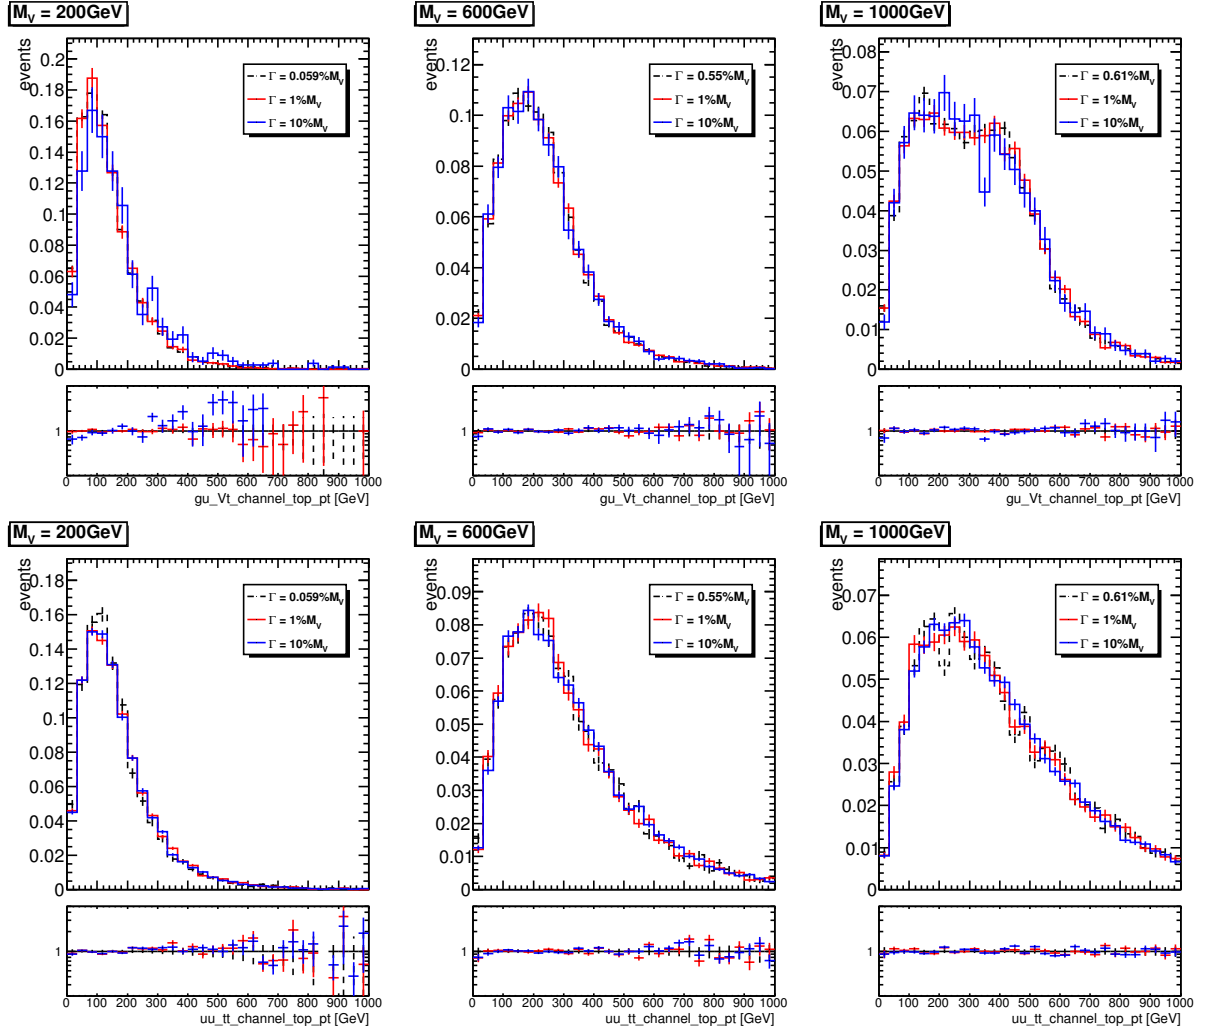 M_V = 200GeV
events
0.2
0.18
0.16
0.14
0.12
0.1
0.08
0.06
0.04
0.02
0
Γ = 0.059%M_V
Γ = 1%M_V
Γ = 10%M_V
1
0 100 200 300 400 500 600 700 800 900 1000
gu_Vt_channel_top_pt [GeV]
M_V = 600GeV
events
0.12
0.1
0.08
0.06
0.04
0.02
0
Γ = 0.55%M_V
Γ = 1%M_V
Γ = 10%M_V
1
0 100 200 300 400 500 600 700 800 900 1000
gu_Vt_channel_top_pt [GeV]
M_V = 1000GeV
events
0.08
0.07
0.06
0.05
0.04
0.03
0.02
0.01
0
Γ = 0.61%M_V
Γ = 1%M_V
Γ = 10%M_V
1
0 100 200 300 400 500 600 700 800 900 1000
gu_Vt_channel_top_pt [GeV]
M_V = 200GeV
events
0.18
0.16
0.14
0.12
0.1
0.08
0.06
0.04
0.02
0
Γ = 0.059%M_V
Γ = 1%M_V
Γ = 10%M_V
1
0 100 200 300 400 500 600 700 800 900 1000
uu_tt_channel_top_pt [GeV]
M_V = 600GeV
events
0.09
0.08
0.07
0.06
0.05
0.04
0.03
0.02
0.01
0
Γ = 0.55%M_V
Γ = 1%M_V
Γ = 10%M_V
1
0 100 200 300 400 500 600 700 800 900 1000
uu_tt_channel_top_pt [GeV]
M_V = 1000GeV
events
0.07
0.06
0.05
0.04
0.03
0.02
0.01
0
Γ = 0.61%M_V
Γ = 1%M_V
Γ = 10%M_V
1
0 100 200 300 400 500 600 700 800 900 1000
uu_tt_channel_top_pt [GeV]